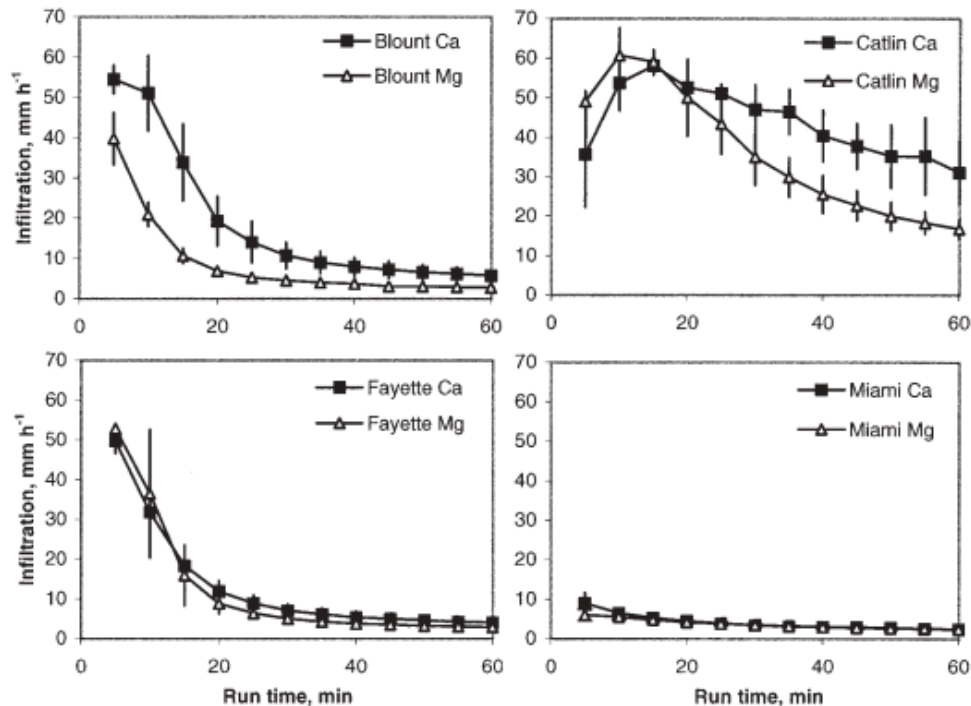 70
60
50
40
30
20
10
0
Infiltration, mm h-1
Blount Ca
Blount Mg
0 20 40 60
70
60
50
40
30
20
10
0
Catlin Ca
Catlin Mg
0 20 40 60
70
60
50
40
30
20
10
0
Infiltration, mm h-1
Fayette Ca
Fayette Mg
0 20 40 60
Run time, min
70
60
50
40
30
20
10
0
Miami Ca
Miami Mg
0 20 40 60
Run time, min